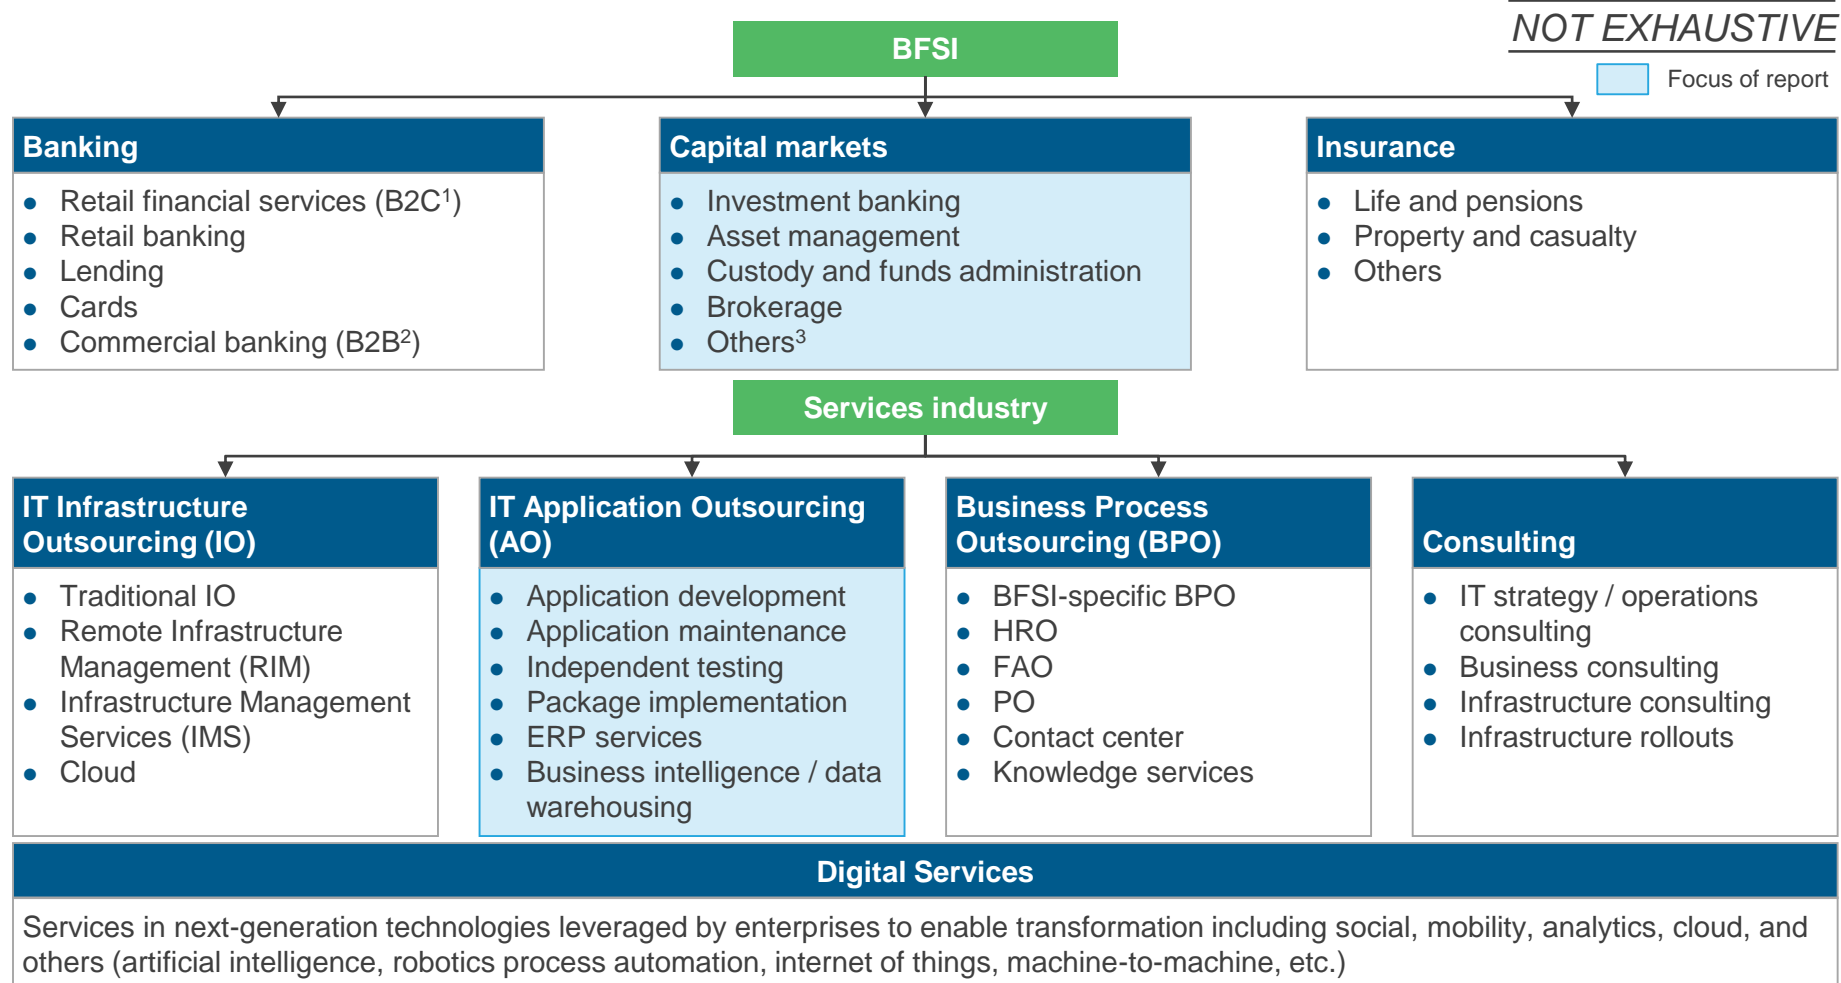 NOT EXHAUSTIVE
Focus of report
BFSI
Banking
● Retail financial services (B2C¹)
● Retail banking
● Lending
● Cards
● Commercial banking (B2B²)
Capital markets
● Investment banking
● Asset management
● Custody and funds administration
● Brokerage
● Others³
Insurance
● Life and pensions
● Property and casualty
● Others
Services industry
IT Infrastructure
Outsourcing (IO)
● Traditional IO
● Remote Infrastructure
Management (RIM)
● Infrastructure Management
Services (IMS)
● Cloud
IT Application Outsourcing
(AO)
● Application development
● Application maintenance
● Independent testing
● Package implementation
● ERP services
● Business intelligence / data
warehousing
Business Process
Outsourcing (BPO)
● BFSI-specific BPO
● HRO
● FAO
● PO
● Contact center
● Knowledge services
Consulting
● IT strategy / operations
consulting
● Business consulting
● Infrastructure consulting
● Infrastructure rollouts
Digital Services
Services in next-generation technologies leveraged by enterprises to enable transformation including social, mobility, analytics, cloud, and
others (artificial intelligence, robotics process automation, internet of things, machine-to-machine, etc.)